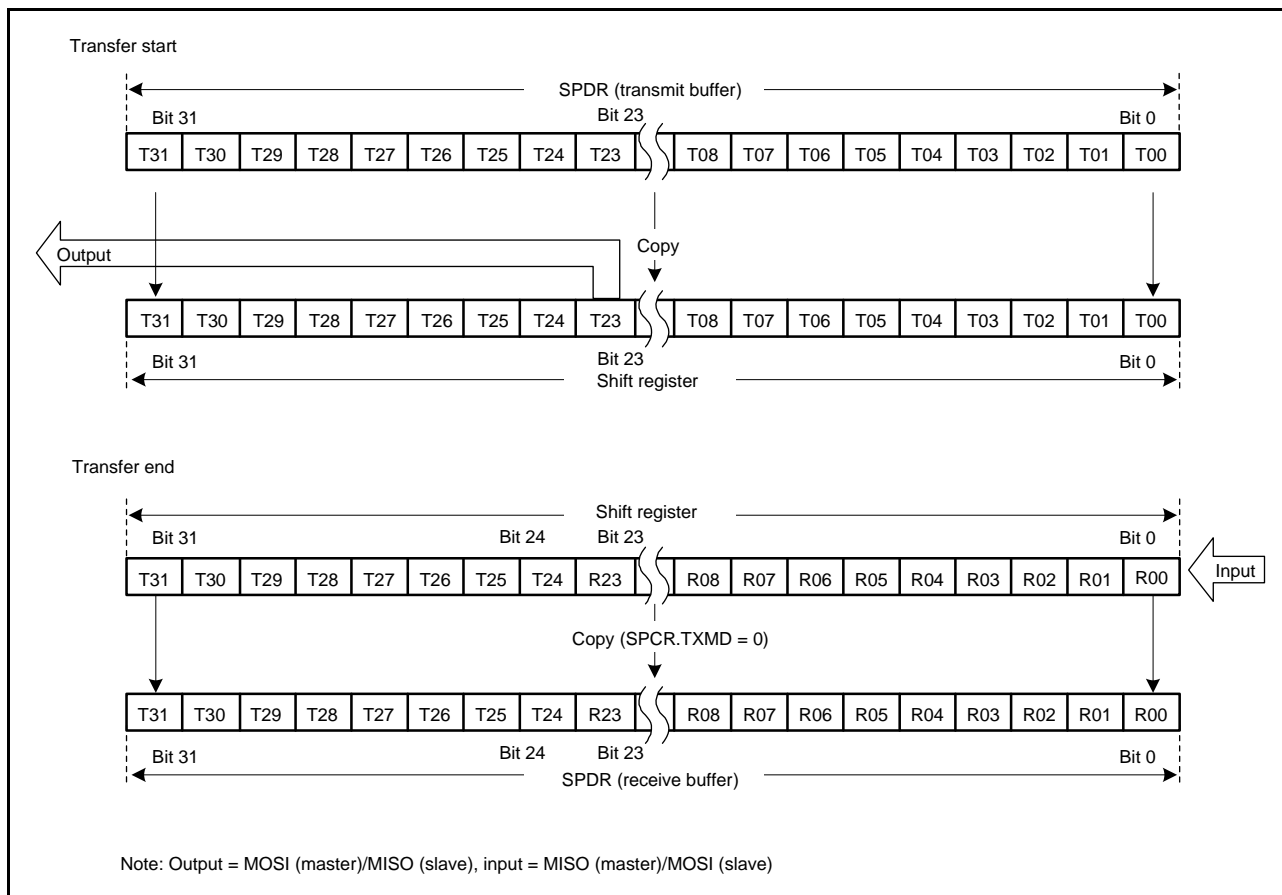 Transfer start
SPDR (transmit buffer)
Bit 31 Bit 23 Bit 0
T31 T30 T29 T28 T27 T26 T25 T24 T23 T08 T07 T06 T05 T04 T03 T02 T01 T00
Output Copy
T31 T30 T29 T28 T27 T26 T25 T24 T23 T08 T07 T06 T05 T04 T03 T02 T01 T00
Bit 31 Bit 23 Bit 0
Shift register
Transfer end
Shift register
Bit 31 Bit 24 Bit 23 Bit 0
T31 T30 T29 T28 T27 T26 T25 T24 R23 R08 R07 R06 R05 R04 R03 R02 R01 R00 Input
Copy (SPCR.TXMD = 0)
T31 T30 T29 T28 T27 T26 T25 T24 R23 R08 R07 R06 R05 R04 R03 R02 R01 R00
Bit 31 Bit 24 Bit 23 Bit 0
SPDR (receive buffer)
Note: Output = MOSI (master)/MISO (slave), input = MISO (master)/MOSI (slave)